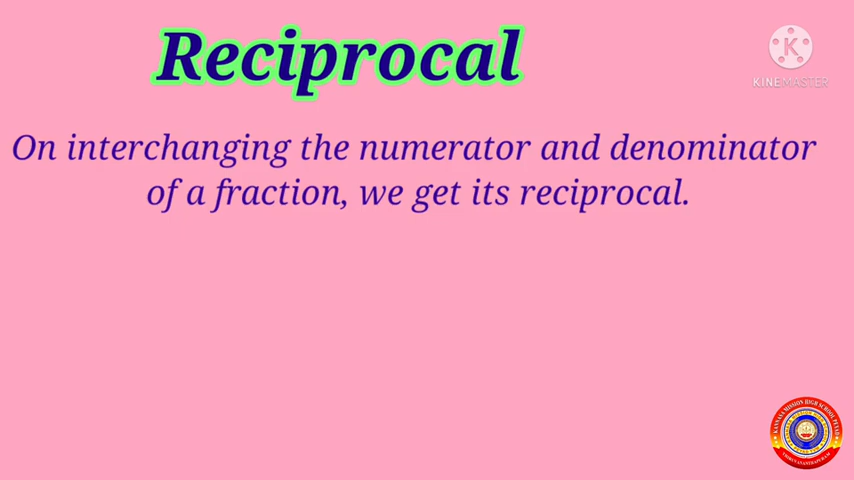 Reciprocal
KINEMASTER
On interchanging the numerator and denominator
of a fraction, we get its reciprocal.